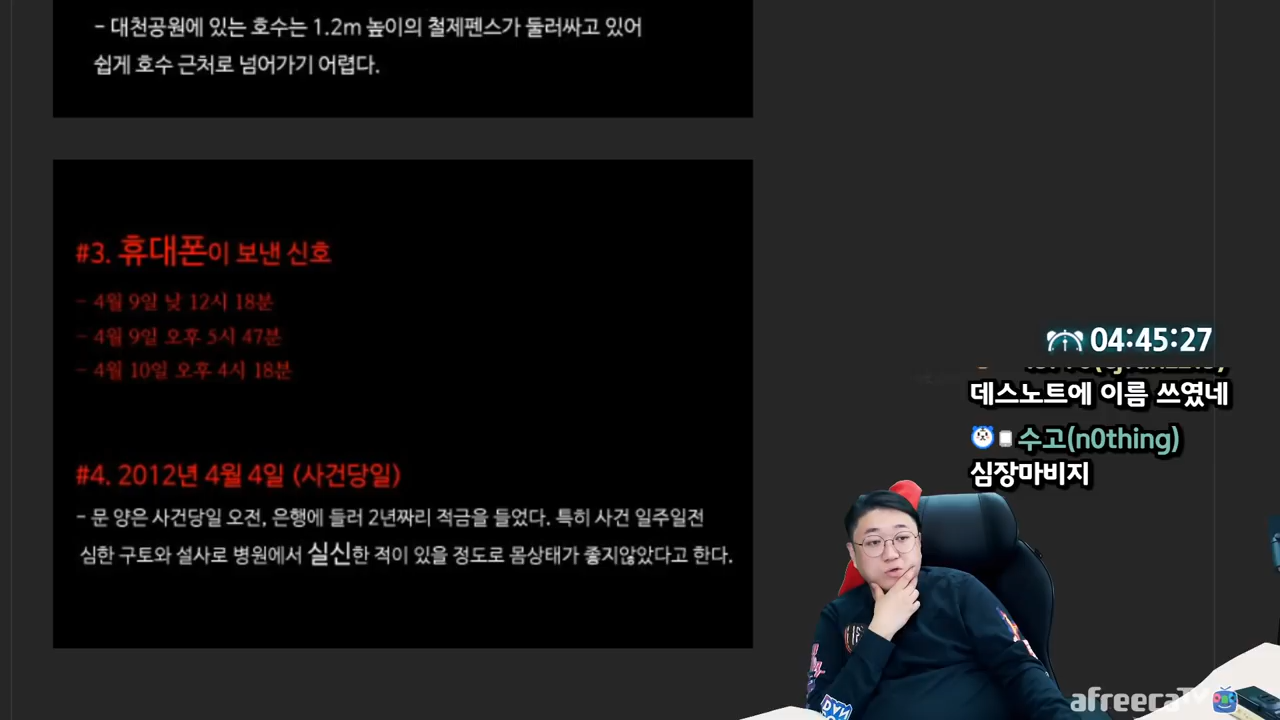 - 대천공원에 있는 호수는 1.2m 높이의 철제펜스가 둘러싸고 있어
쉽게 호수 근처로 넘어가기 어렵다.
#3. 휴대폰이 보낸 신호
- 4월 9일 낮 12시 18분
- 4월 9일 오후 5시 47분
- 4월 10일 오후 4시 18분
#4. 2012년 4월 4일 (사건당일)
- 문 양은 사건당일 오전, 은행에 들러 2년짜리 적금을 들었다. 특히 사건 일주일전
심한 구토와 설사로 병원에서 실신한 적이 있을 정도로 몸상태가 좋지않았다고 한다.
04:45:27
데스노트에 이름 쓰였네
수고(n0thing)
심장마비지
afreecaTV